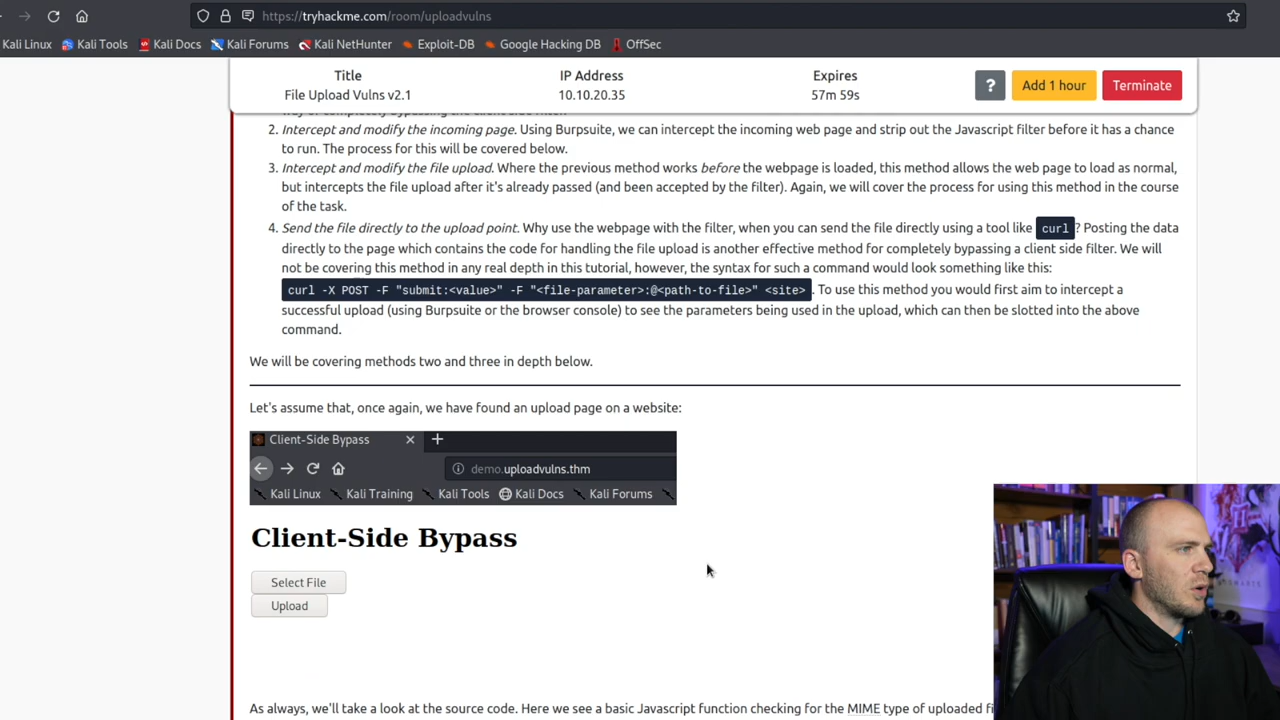 https://tryhackme.com/room/uploadvulns
Kali Linux Kali Tools Kali Docs Kali Forums Kali NetHunter Exploit-DB Google Hacking DB OffSec
Title IP Address Expires
File Upload Vulns v2.1 10.10.20.35 57m 59s
? Add 1 hour Terminate
2. Intercept and modify the incoming page. Using Burpsuite, we can intercept the incoming web page and strip out the Javascript filter before it has a chance
to run. The process for this will be covered below.
3. Intercept and modify the file upload. Where the previous method works before the webpage is loaded, this method allows the web page to load as normal,
but intercepts the file upload after it's already passed (and been accepted by the filter). Again, we will cover the process for using this method in the course
of the task.
4. Send the file directly to the upload point. Why use the webpage with the filter, when you can send the file directly using a tool like curl? Posting the data
directly to the page which contains the code for handling the file upload is another effective method for completely bypassing a client side filter. We will
not be covering this method in any real depth in this tutorial, however, the syntax for such a command would look something like this:
curl -X POST -F "submit:<value>" -F "<file-parameter>:@<path-to-file>" <site>. To use this method you would first aim to intercept a
successful upload (using Burpsuite or the browser console) to see the parameters being used in the upload, which can then be slotted into the above
command.
We will be covering methods two and three in depth below.
Let's assume that, once again, we have found an upload page on a website:
Client-Side Bypass
demo.uploadvulns.thm
Kali Linux Kali Training Kali Tools Kali Docs Kali Forums
Client-Side Bypass
Select File
Upload
As always, we'll take a look at the source code. Here we see a basic Javascript function checking for the MIME type of uploaded